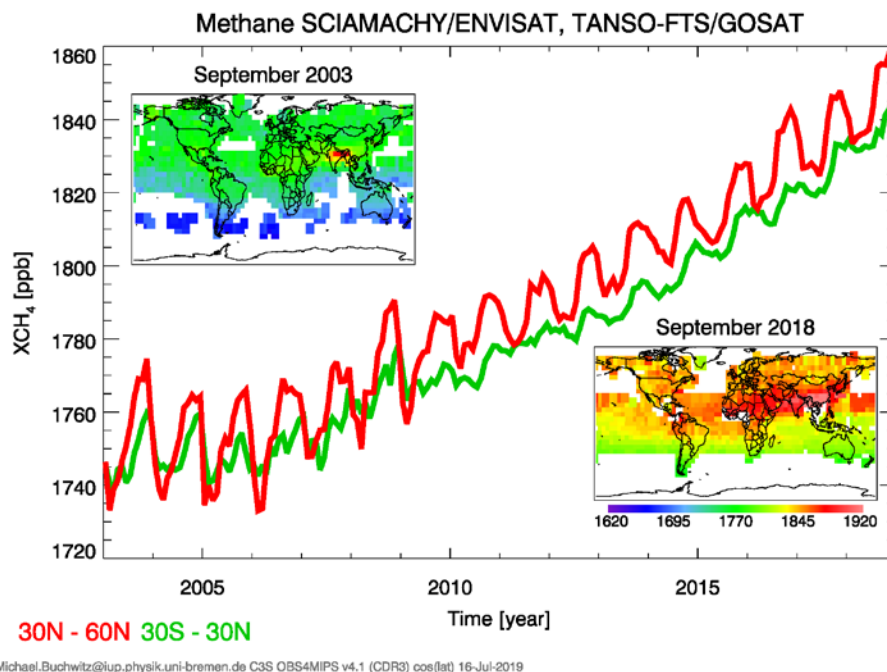 Methane SCIAMACHY/ENVISAT, TANSO-FTS/GOSAT
1860
1840
1820
1800
1780
1760
1740
1720
XCH₄ [ppb]
September 2003
September 2018
1620 1695 1770 1845 1920
2005 2010 2015
Time [year]
30N - 60N 30S - 30N
Michael.Buchwitz@iup.physik.uni-bremen.de C3S OBS4MIPS v4.1 (CDR3) cos(lat) 16-Jul-2019